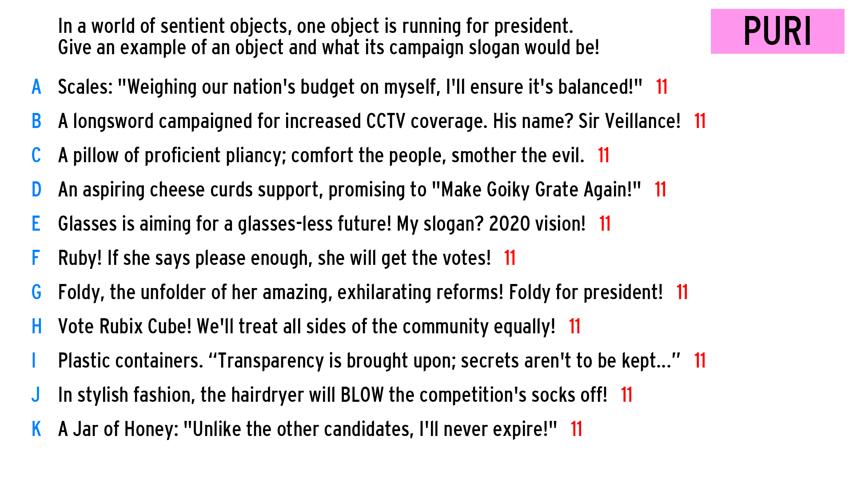 In a world of sentient objects, one object is running for president.
Give an example of an object and what its campaign slogan would be!
PURI
A Scales: "Weighing our nation's budget on myself, I'll ensure it's balanced!" 11
B A longsword campaigned for increased CCTV coverage. His name? Sir Veillance! 11
C A pillow of proficient pliancy; comfort the people, smother the evil. 11
D An aspiring cheese curds support, promising to "Make Goiky Grate Again!" 11
E Glasses is aiming for a glasses-less future! My slogan? 2020 vision! 11
F Ruby! If she says please enough, she will get the votes! 11
G Foldy, the unfolder of her amazing, exhilarating reforms! Foldy for president! 11
H Vote Rubix Cube! We'll treat all sides of the community equally! 11
I Plastic containers. “Transparency is brought upon; secrets aren't to be kept...” 11
J In stylish fashion, the hairdryer will BLOW the competition's socks off! 11
K A Jar of Honey: "Unlike the other candidates, I'll never expire!" 11